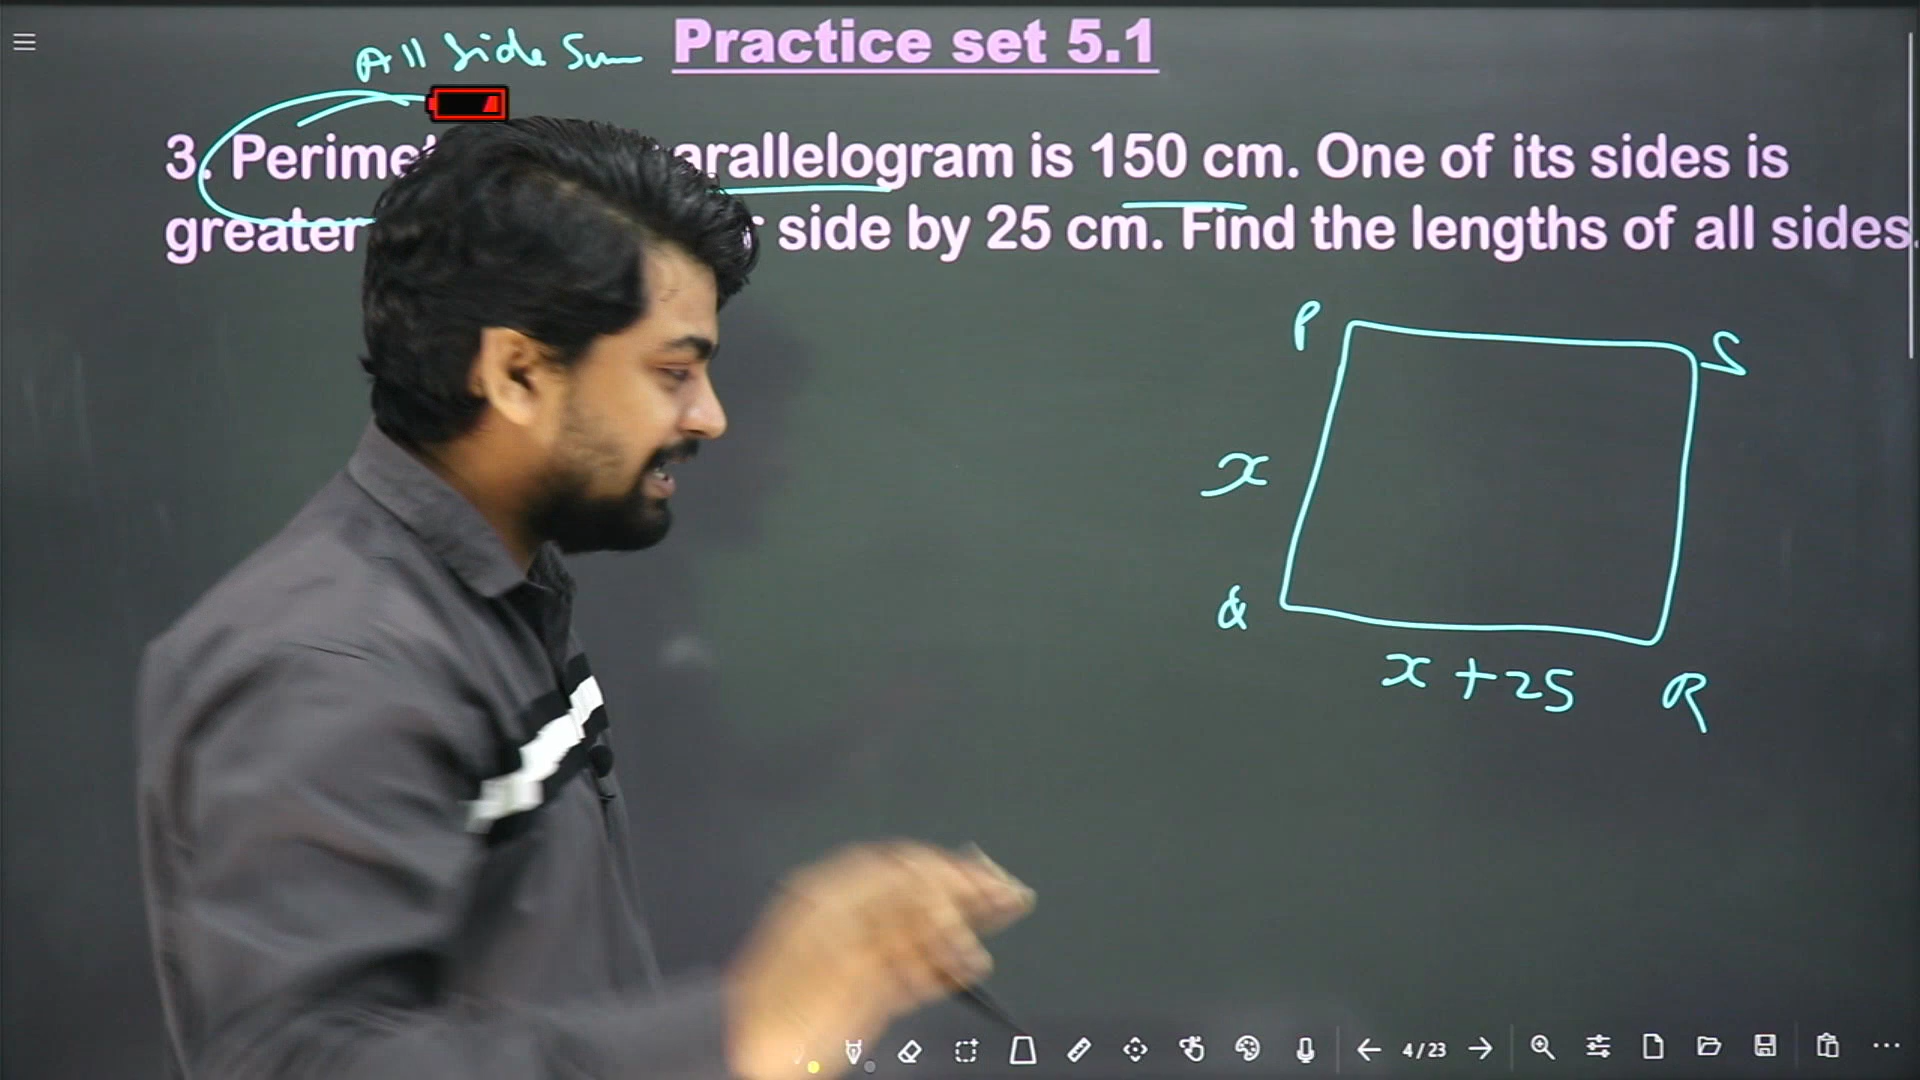 All Side Sum
Practice set 5.1
3. Perime arallelogram is 150 cm. One of its sides is
greater side by 25 cm. Find the lengths of all sides.
P
S
x
Q
x + 25
R
4/23